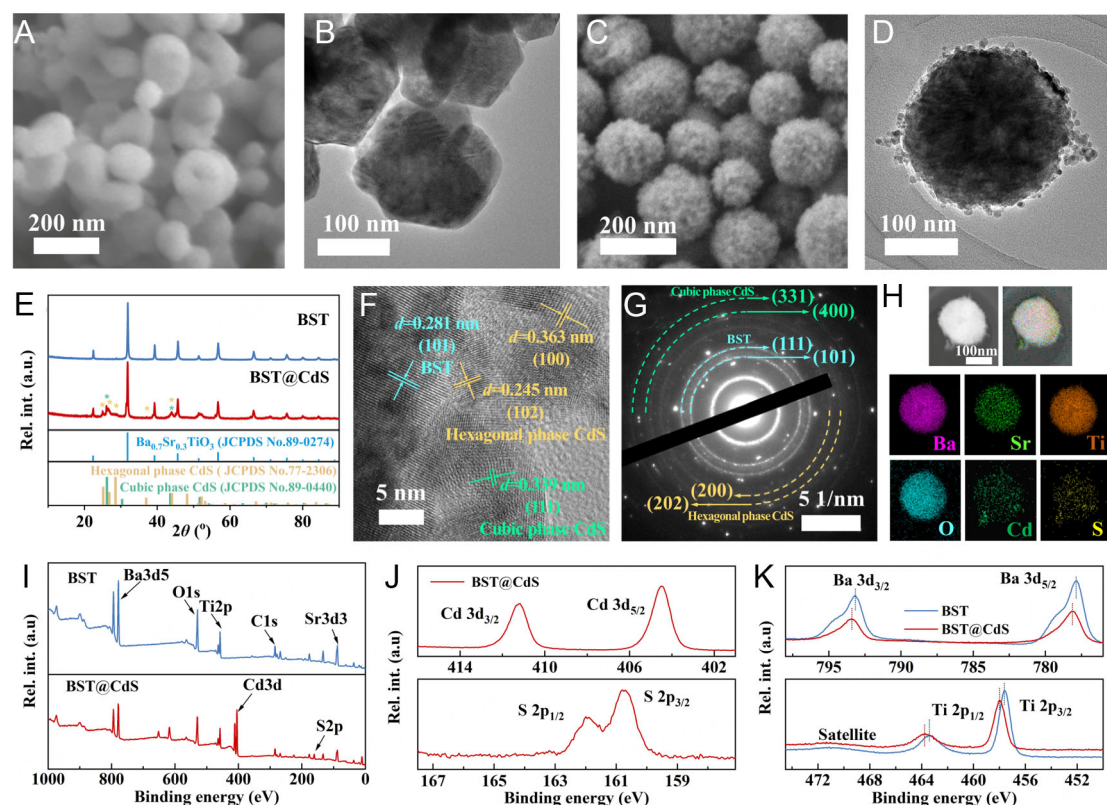 A
B
C
D
200 nm
100 nm
200 nm
100 nm
E
F
G
H
Rel. int. (a.u)
BST
BST@CdS
Ba0.7Sr0.3TiO3 (JCPDS No.89-0274)
Hexagonal phase CdS ( JCPDS No.77-2306)
Cubic phase CdS (JCPDS No.89-0440)
20 40 60 80
2θ (°)
d=0.281 nm
(101)
BST
d=0.363 nm
(100)
d=0.245 nm
(102)
Hexagonal phase CdS
d=0.339 nm
(111)
Cubic phase CdS
5 nm
Cubic phase CdS
(331)
(400)
BST
(111)
(101)
(200)
(202)
Hexagonal phase CdS
5 1/nm
100nm
Ba
Sr
Ti
O
Cd
S
I
Rel. int. (a.u)
BST
Ba3d5
O1s
Ti2p
C1s
Sr3d3
BST@CdS
Cd3d
S2p
1000 800 600 400 200 0
Binding energy (eV)
J
Rel. int. (a.u)
BST@CdS
Cd 3d3/2
Cd 3d5/2
414 410 406 402
S 2p1/2
S 2p3/2
167 165 163 161 159
Binding energy (eV)
K
Rel. int. (a.u)
Ba 3d3/2
Ba 3d5/2
BST
BST@CdS
795 790 785 780
Ti 2p1/2
Ti 2p3/2
Satellite
472 468 464 460 456 452
Binding energy (eV)